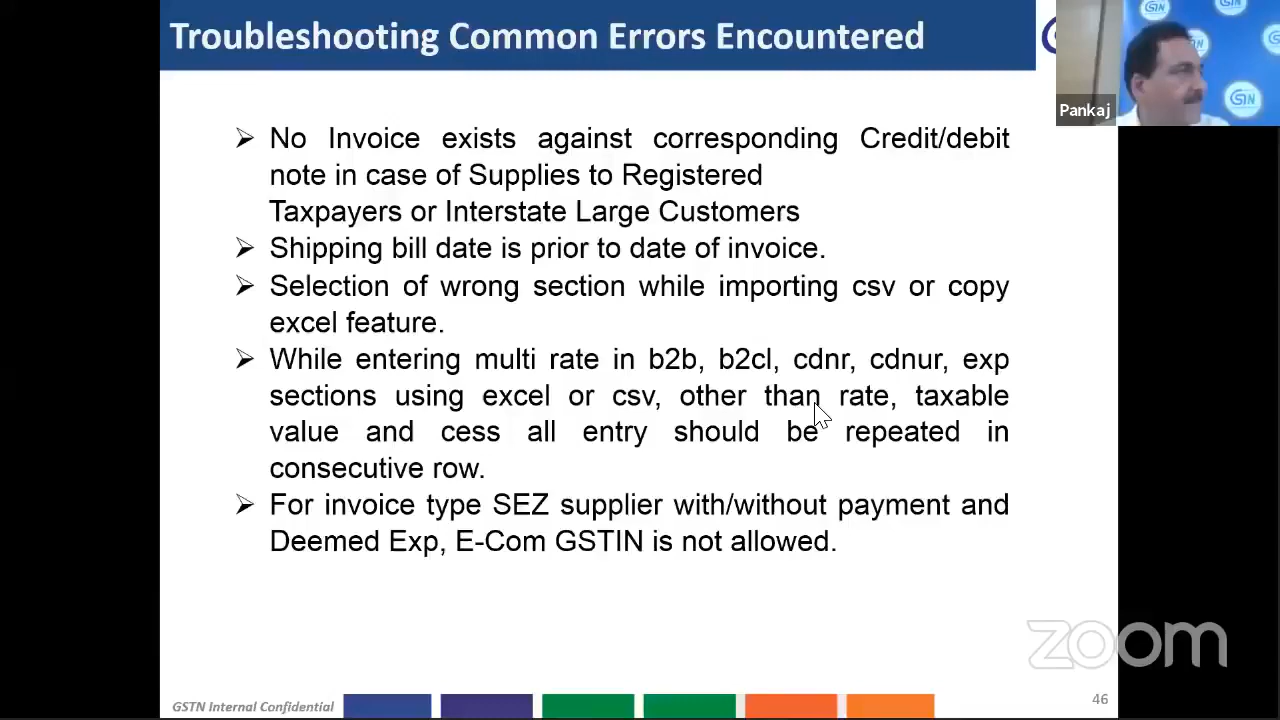 Troubleshooting Common Errors Encountered
GSTN
Pankaj
➢ No Invoice exists against corresponding Credit/debit
note in case of Supplies to Registered
Taxpayers or Interstate Large Customers
➢ Shipping bill date is prior to date of invoice.
➢ Selection of wrong section while importing csv or copy
excel feature.
➢ While entering multi rate in b2b, b2cl, cdnr, cdnur, exp
sections using excel or csv, other than rate, taxable
value and cess all entry should be repeated in
consecutive row.
➢ For invoice type SEZ supplier with/without payment and
Deemed Exp, E-Com GSTIN is not allowed.
zoom
GSTN Internal Confidential
46